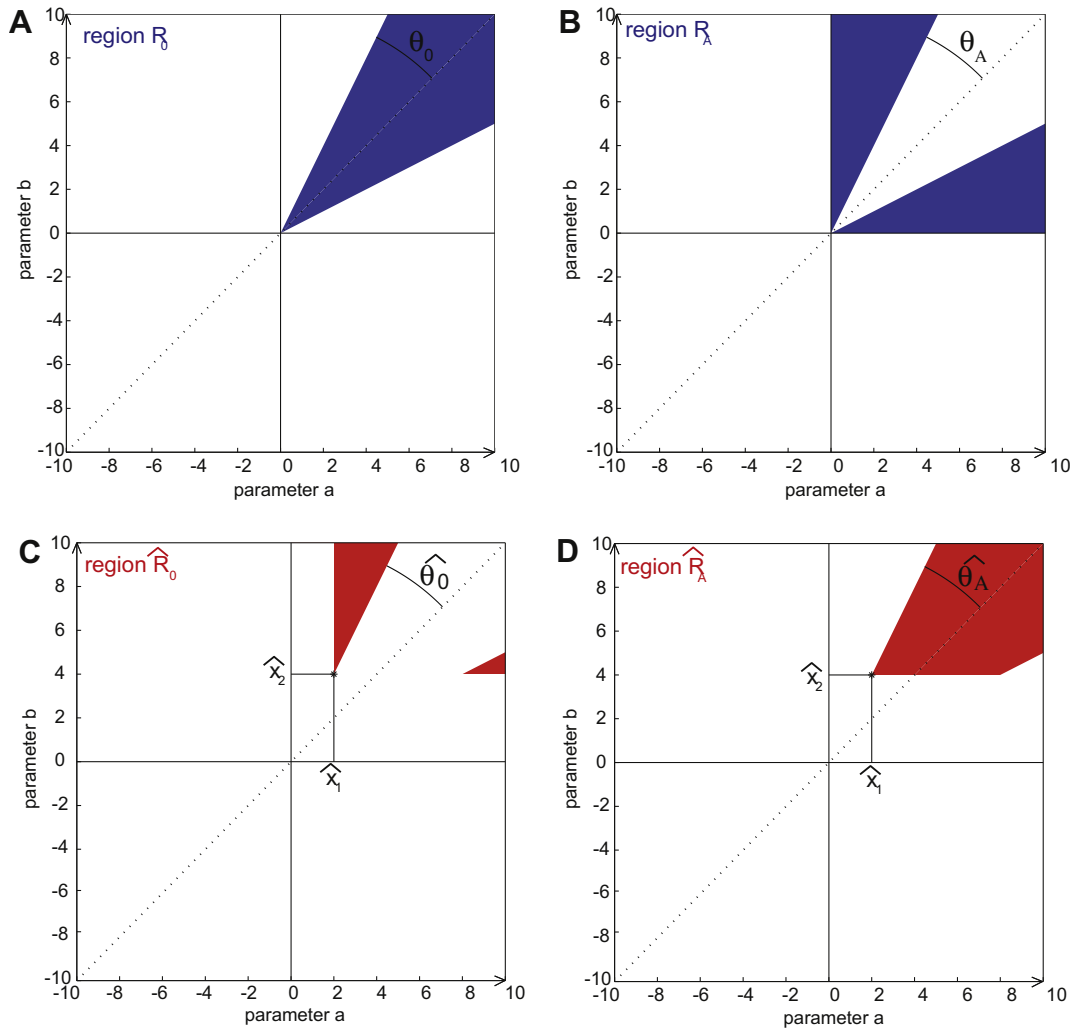 A
region R0
θ0
10
8
6
4
2
0
-2
-4
-6
-8
-10
-10 -8 -6 -4 -2 0 2 4 6 8 10
parameter a
parameter b
B
region RA
θA
10
8
6
4
2
0
-2
-4
-6
-8
-10
-10 -8 -6 -4 -2 0 2 4 6 8 10
parameter a
parameter b
C
region R̂0
θ̂0
x̂2
x̂1
10
8
6
4
2
0
-2
-4
-6
-8
-10
-10 -8 -6 -4 -2 0 2 4 6 8 10
parameter a
parameter b
D
region R̂A
θ̂A
x̂2
x̂1
10
8
6
4
2
0
-2
-4
-6
-8
-10
-10 -8 -6 -4 -2 0 2 4 6 8 10
parameter a
parameter b